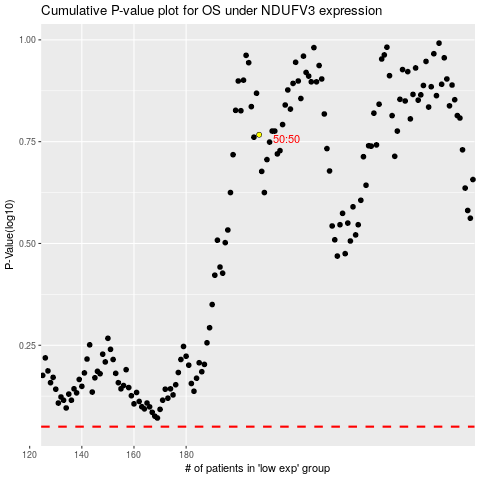 Cumulative P-value plot for OS under NDUFV3 expression
P-Value(log10)
1.00
0.75
0.50
0.25
50:50
120 140 160 180
# of patients in 'low exp' group